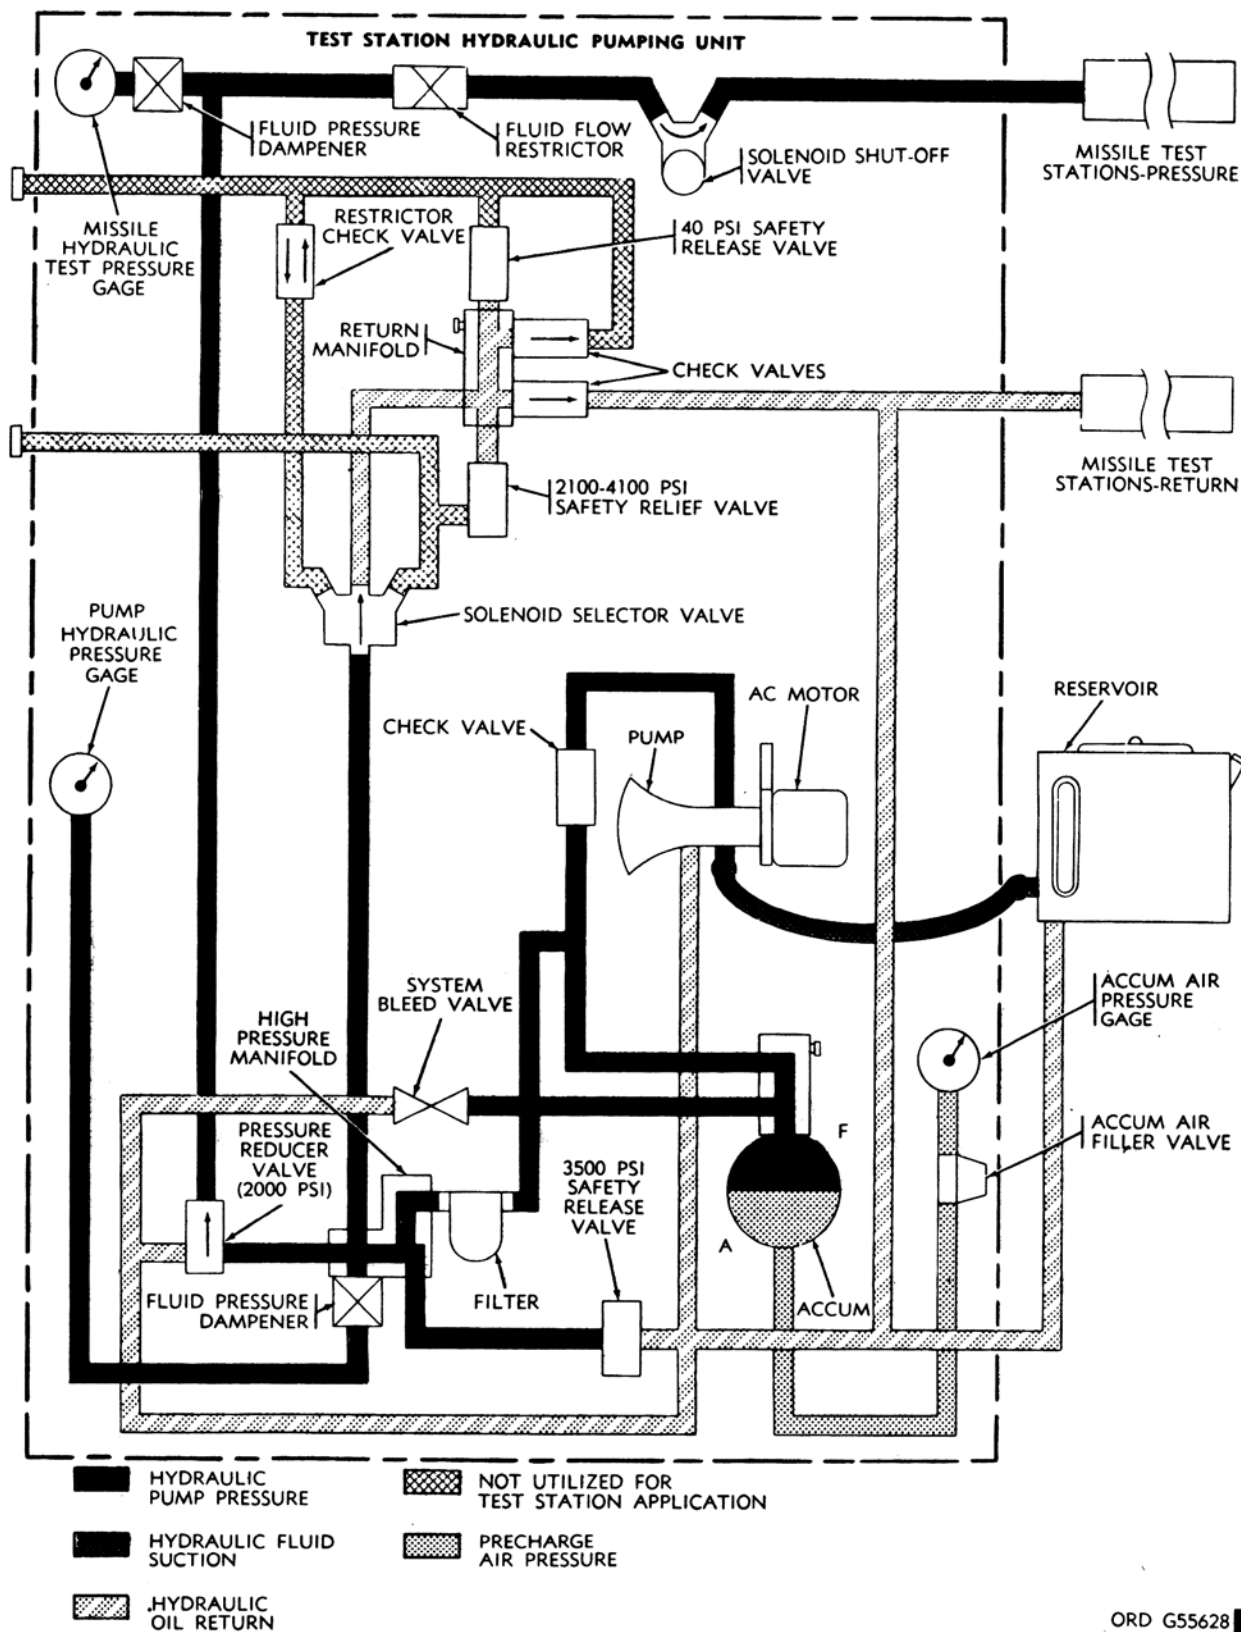 TEST STATION HYDRAULIC PUMPING UNIT
FLUID PRESSURE
DAMPENER
FLUID FLOW
RESTRICTOR
SOLENOID SHUT-OFF
VALVE
MISSILE TEST
STATIONS-PRESSURE
MISSILE
HYDRAULIC
TEST PRESSURE
GAGE
RESTRICTOR
CHECK VALVE
40 PSI SAFETY
RELEASE VALVE
RETURN
MANIFOLD
CHECK VALVES
MISSILE TEST
STATIONS-RETURN
2100-4100 PSI
SAFETY RELIEF VALVE
PUMP
HYDRAULIC
PRESSURE
GAGE
SOLENOID SELECTOR VALVE
CHECK VALVE
PUMP
AC MOTOR
RESERVOIR
SYSTEM
BLEED VALVE
HIGH
PRESSURE
MANIFOLD
ACCUM AIR
PRESSURE
GAGE
PRESSURE
REDUCER
VALVE
(2000 PSI)
3500 PSI
SAFETY
RELEASE
VALVE
F
A
ACCUM AIR
FILLER VALVE
FLUID PRESSURE
DAMPENER
FILTER
ACCUM
HYDRAULIC
PUMP PRESSURE
NOT UTILIZED FOR
TEST STATION APPLICATION
HYDRAULIC FLUID
SUCTION
PRECHARGE
AIR PRESSURE
HYDRAULIC
OIL RETURN
ORD G55628